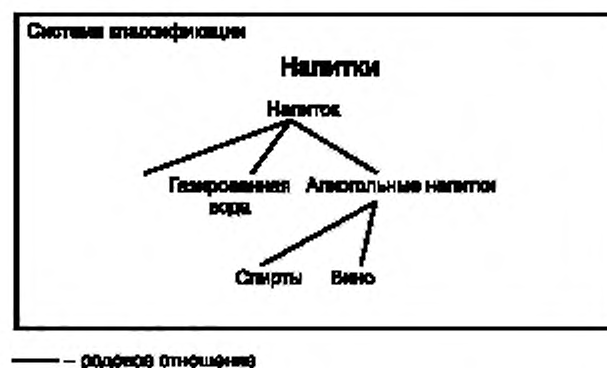 Система классификации
Напитки
Напиток
Газированная Алкогольные напитки
вода
Спирты Вино
— родовое отношение